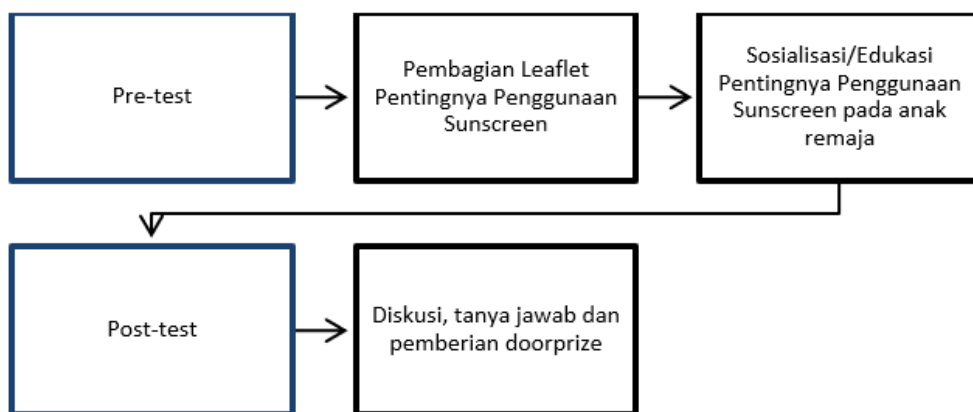 Pre-test
Pembagian Leaflet
Pentingnya Penggunaan
Sunscreen
Sosialisasi/Edukasi
Pentingnya Penggunaan
Sunscreen pada anak
remaja
Post-test
Diskusi, tanya jawab dan
pemberian doorprize